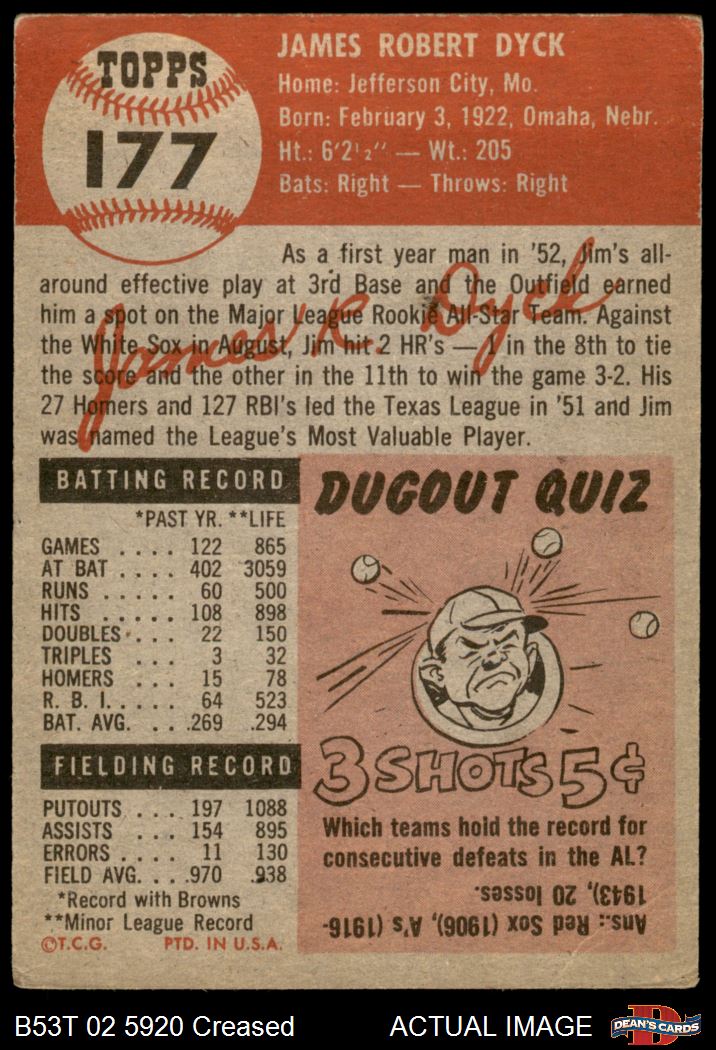 TOPPS
177
JAMES ROBERT DYCK
Home: Jefferson City, Mo.
Born: February 3, 1922, Omaha, Nebr.
Ht.: 6'2 1/2" — Wt.: 205
Bats: Right — Throws: Right
As a first year man in '52, Jim's all-
around effective play at 3rd Base and the Outfield earned
him a spot on the Major League Rookie All-Star Team. Against
the White Sox in August, Jim hit 2 HR's — 1 in the 8th to tie
the score and the other in the 11th to win the game 3-2. His
27 Homers and 127 RBI's led the Texas League in '51 and Jim
was named the League's Most Valuable Player.
James R. Dyck
BATTING RECORD
*PAST YR. **LIFE
GAMES .... 122 865
AT BAT .... 402 3059
RUNS ..... 60 500
HITS ..... 108 898
DOUBLES .... 22 150
TRIPLES ... 3 32
HOMERS ... 15 78
R. B. I. .... 64 523
BAT. AVG. ... .269 .294
FIELDING RECORD
PUTOUTS ... 197 1088
ASSISTS ... 154 895
ERRORS .... 11 130
FIELD AVG. .. .970 .938
*Record with Browns
**Minor League Record
©T.C.G. PTD. IN U.S.A.
DUGOUT QUIZ
3 SHOTS 5¢
Which teams hold the record for
consecutive defeats in the AL?
Ans.: Red Sox (1906), A's (1916-
1943), 20 losses.
B53T 02 5920 Creased ACTUAL IMAGE
D
DEAN'S CARDS